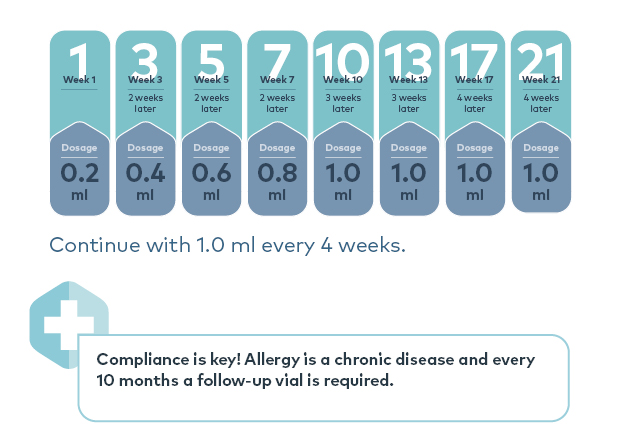 1 3 5 7 10 13 17 21
Week 1 Week 3 Week 5 Week 7 Week 10 Week 13 Week 17 Week 21
2 weeks 2 weeks 2 weeks 3 weeks 3 weeks 4 weeks 4 weeks
later later later later later later later
Dosage Dosage Dosage Dosage Dosage Dosage Dosage Dosage
0.2 0.4 0.6 0.8 1.0 1.0 1.0 1.0
ml ml ml ml ml ml ml ml
Continue with 1.0 ml every 4 weeks.
Compliance is key! Allergy is a chronic disease and every
10 months a follow-up vial is required.